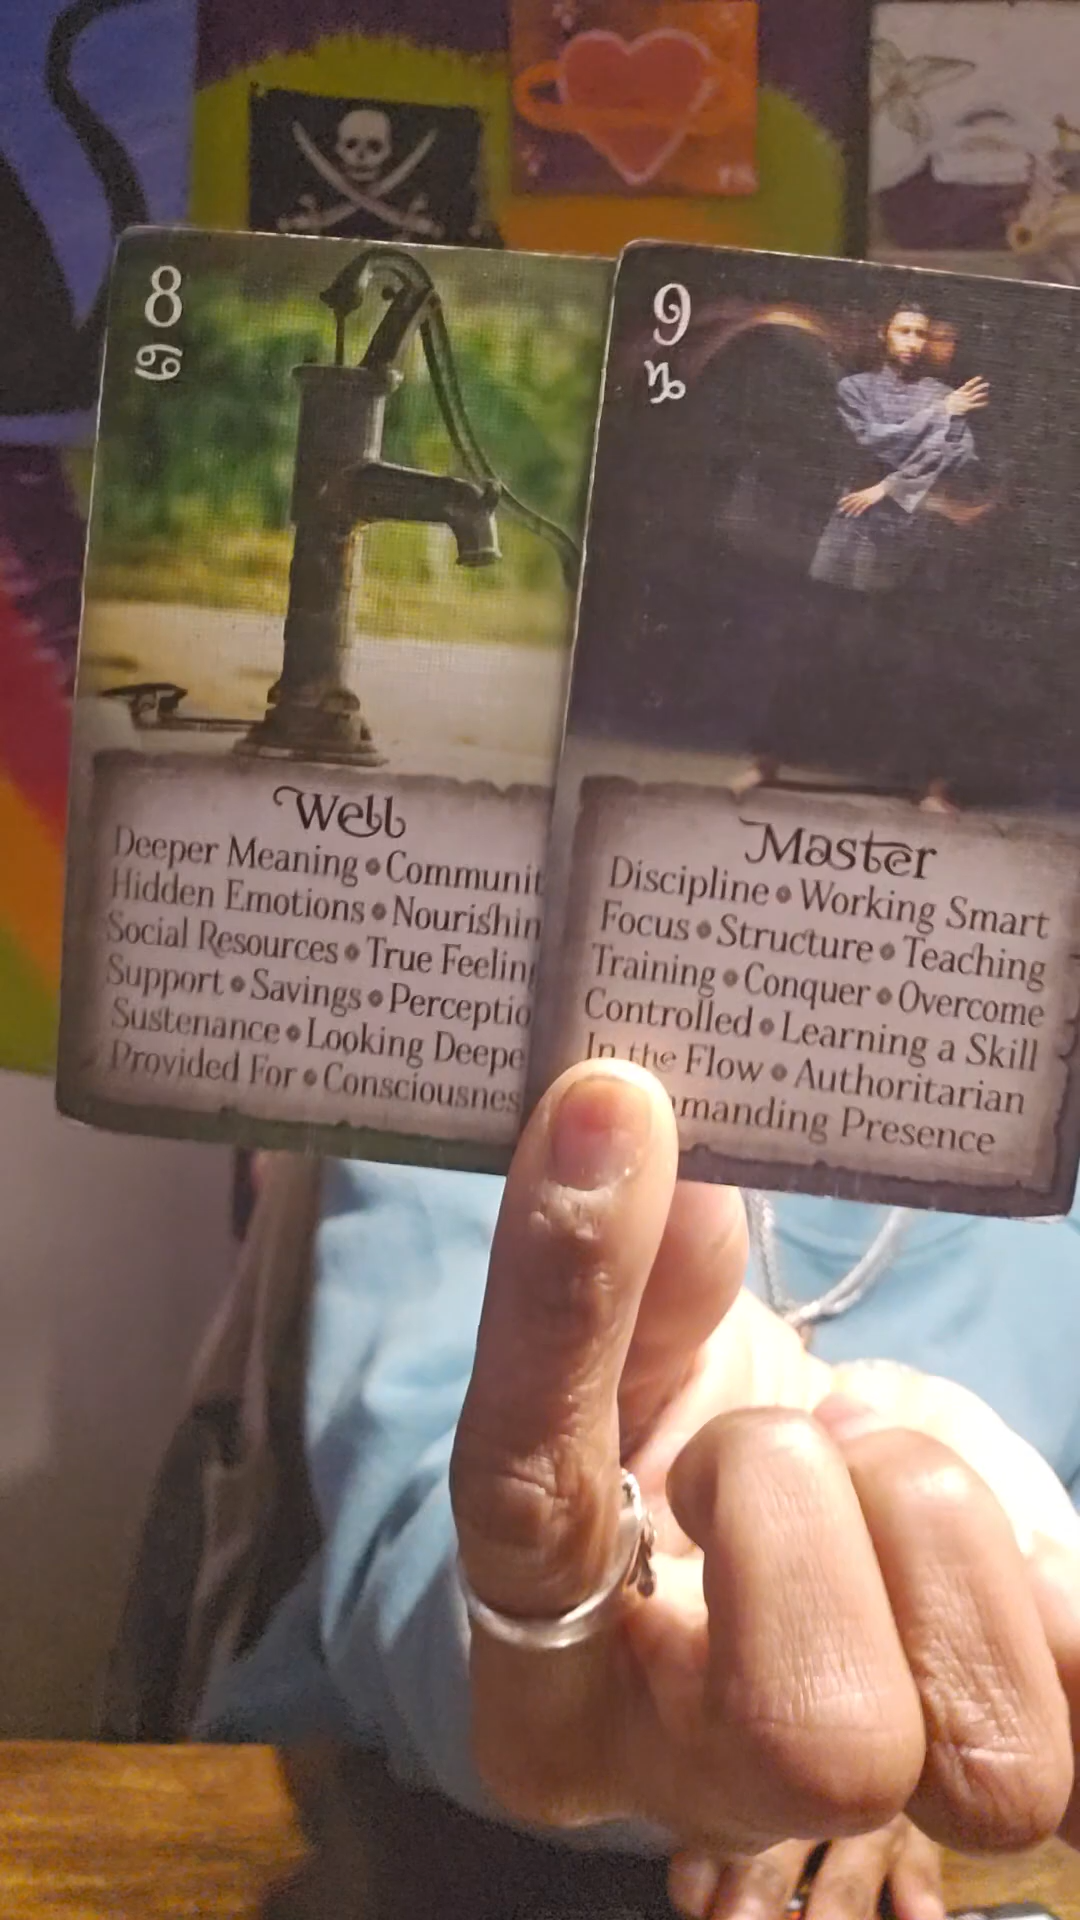 8
♋
Well
Deeper Meaning • Communit
Hidden Emotions • Nourishin
Social Resources • True Feelin
Support • Savings • Perceptio
Sustenance • Looking Deepe
Provided For • Consciousnes
9
♑
Master
Discipline • Working Smart
Focus • Structure • Teaching
Training • Conquer • Overcome
Controlled • Learning a Skill
In the Flow • Authoritarian
mmanding Presence